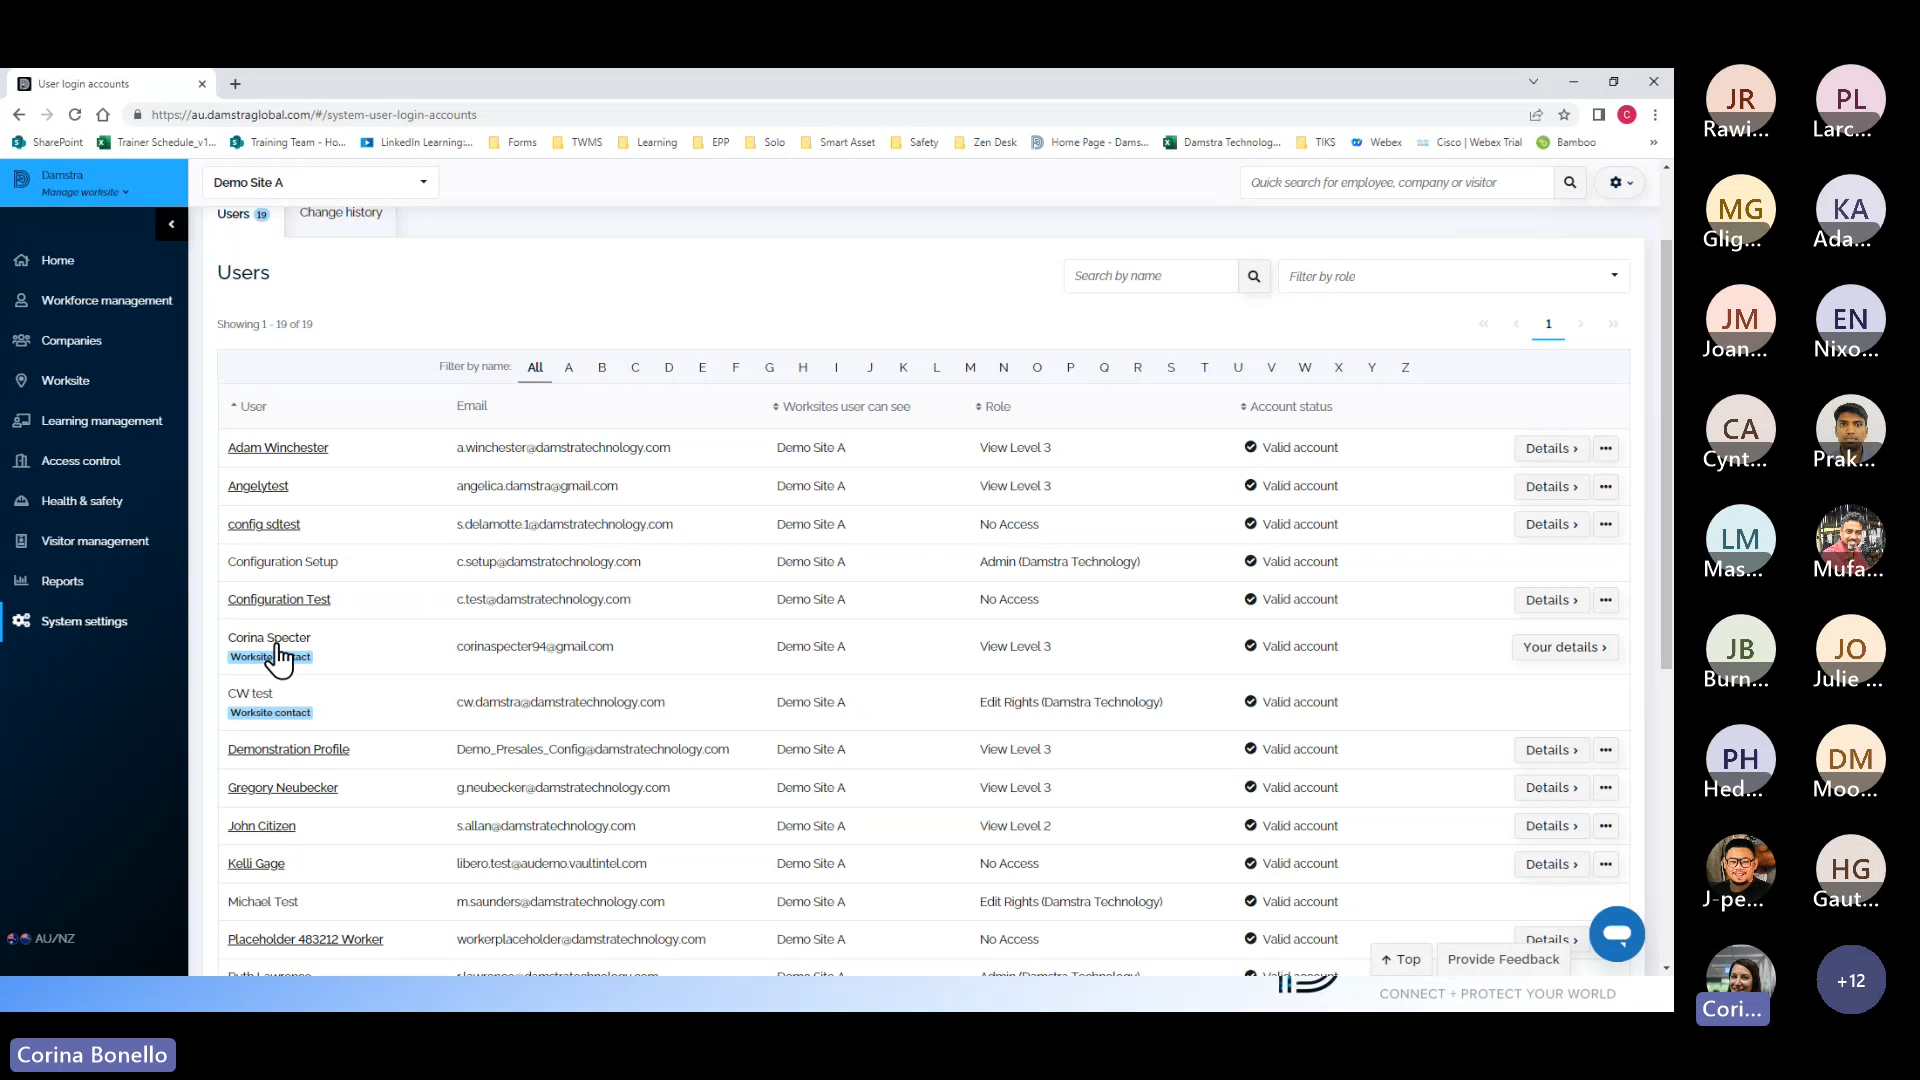 User login accounts
https://au.damstraglobal.com/#/system-user-login-accounts
C
SharePoint
Trainer Schedule_v1...
Training Team - Ho...
LinkedIn Learning:...
Forms
TWMS
Learning
EPP
Solo
Smart Asset
Safety
Zen Desk
Home Page - Dams...
Damstra Technolog...
TIKS
Webex
Cisco | Webex Trial
Bamboo
»
Damstra
Manage worksite
Demo Site A
Quick search for employee, company or visitor
Home
Workforce management
Companies
Worksite
Learning management
Access control
Health & safety
Visitor management
Reports
System settings
AU/NZ
Users 19
Change history
Users
Search by name
Filter by role
Showing 1 - 19 of 19
« ‹ 1 › »
Filter by name: All A B C D E F G H I J K L M N O P Q R S T U V W X Y Z
User Email Worksites user can see Role Account status
Adam Winchester a.winchester@damstratechnology.com Demo Site A View Level 3 Valid account Details › •••
Angelytest angelica.damstra@gmail.com Demo Site A View Level 3 Valid account Details › •••
config sdtest s.delamotte.1@damstratechnology.com Demo Site A No Access Valid account Details › •••
Configuration Setup c.setup@damstratechnology.com Demo Site A Admin (Damstra Technology) Valid account
Configuration Test c.test@damstratechnology.com Demo Site A No Access Valid account Details › •••
Corina Specter corinaspecter94@gmail.com Demo Site A View Level 3 Valid account Your details ›
CW test cw.damstra@damstratechnology.com Demo Site A Edit Rights (Damstra Technology) Valid account
Worksite contact
Demonstration Profile Demo_Presales_Config@damstratechnology.com Demo Site A View Level 3 Valid account Details › •••
Gregory Neubecker g.neubecker@damstratechnology.com Demo Site A View Level 3 Valid account Details › •••
John Citizen s.allan@damstratechnology.com Demo Site A View Level 2 Valid account Details › •••
Kelli Gage libero.test@audemo.vaultintel.com Demo Site A No Access Valid account Details › •••
Michael Test m.saunders@damstratechnology.com Demo Site A Edit Rights (Damstra Technology) Valid account
Placeholder 483212 Worker workerplaceholder@damstratechnology.com Demo Site A No Access Valid account Details ›
Top
Provide Feedback
CONNECT + PROTECT YOUR WORLD
Corina Bonello
JR
Rawi...
PL
Larc...
MG
Glig...
KA
Ada...
JM
Joan...
EN
Nixo...
CA
Cynt...
Prak...
LM
Mas...
Mufa...
JB
Burn...
JO
Julie ...
PH
Hed...
DM
Moo...
J-pe...
HG
Gaut...
Cori...
+12